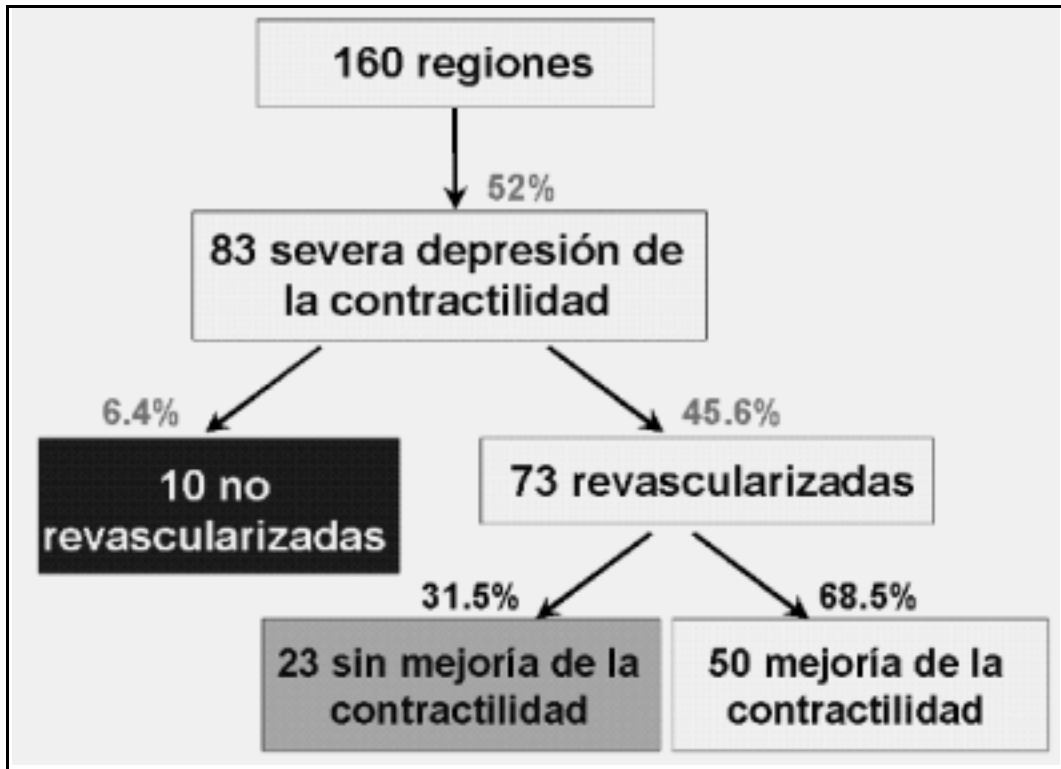 160 regiones
52%
83 severa depresión de
la contractilidad
6.4%
45.6%
10 no
revascularizadas
73 revascularizadas
31.5%
68.5%
23 sin mejoría de la
contractilidad
50 mejoría de la
contractilidad